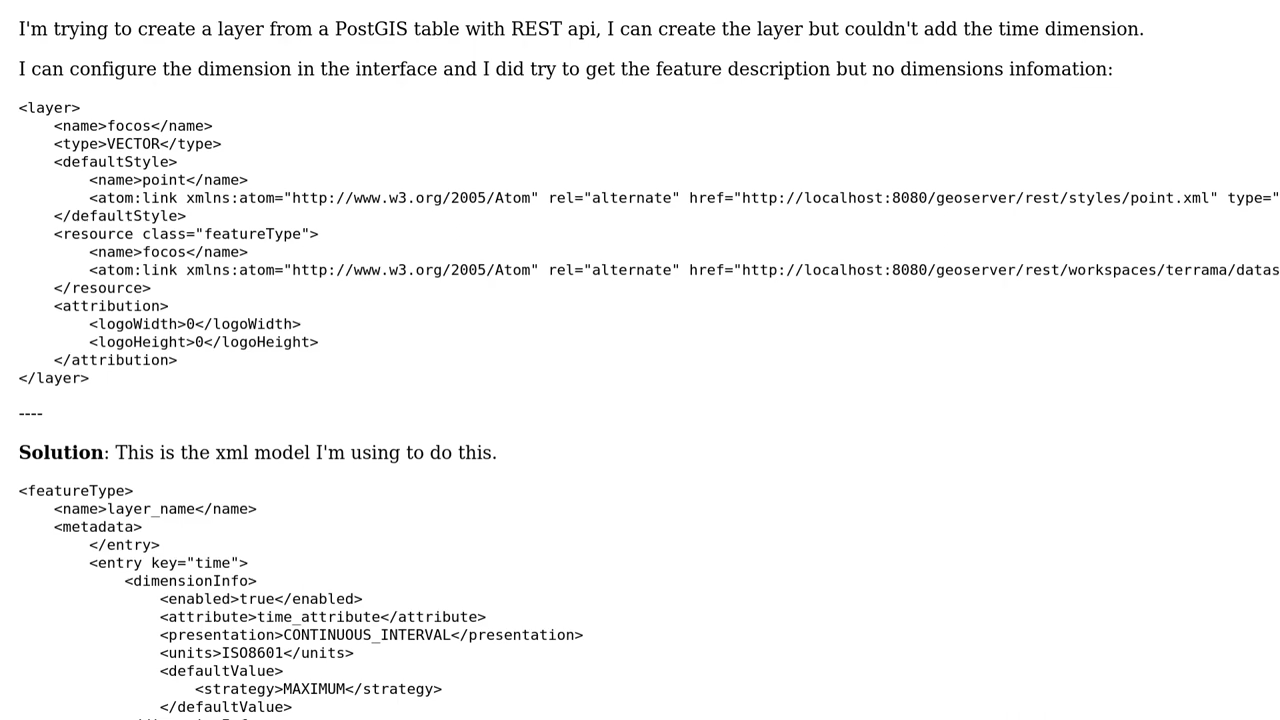 I'm trying to create a layer from a PostGIS table with REST api, I can create the layer but couldn't add the time dimension.
I can configure the dimension in the interface and I did try to get the feature description but no dimensions infomation:
<layer>
    <name>focos</name>
    <type>VECTOR</type>
    <defaultStyle>
        <name>point</name>
        <atom:link xmlns:atom="http://www.w3.org/2005/Atom" rel="alternate" href="http://localhost:8080/geoserver/rest/styles/point.xml" type="
    </defaultStyle>
    <resource class="featureType">
        <name>focos</name>
        <atom:link xmlns:atom="http://www.w3.org/2005/Atom" rel="alternate" href="http://localhost:8080/geoserver/rest/workspaces/terrama/datas
    </resource>
    <attribution>
        <logoWidth>0</logoWidth>
        <logoHeight>0</logoHeight>
    </attribution>
</layer>
----
Solution: This is the xml model I'm using to do this.
<featureType>
    <name>layer_name</name>
    <metadata>
        </entry>
        <entry key="time">
            <dimensionInfo>
                <enabled>true</enabled>
                <attribute>time_attribute</attribute>
                <presentation>CONTINUOUS_INTERVAL</presentation>
                <units>ISO8601</units>
                <defaultValue>
                    <strategy>MAXIMUM</strategy>
                </defaultValue>